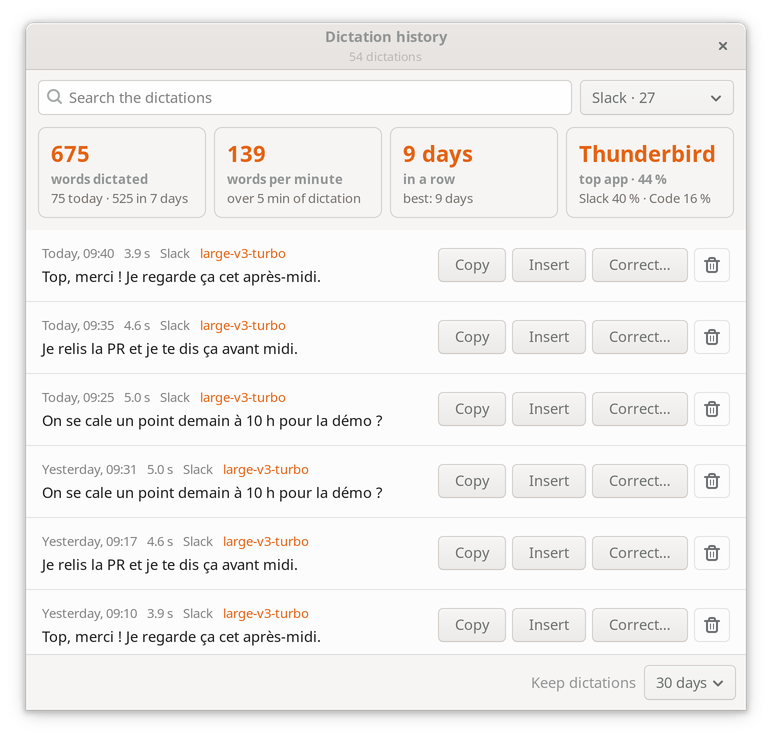 Dictation history
54 dictations
Search the dictations
Slack · 27
675
words dictated
75 today · 525 in 7 days
139
words per minute
over 5 min of dictation
9 days
in a row
best: 9 days
Thunderbird
top app · 44 %
Slack 40 % · Code 16 %
Today, 09:40 3.9 s Slack large-v3-turbo
Top, merci ! Je regarde ça cet après-midi.
Copy Insert Correct...
Today, 09:35 4.6 s Slack large-v3-turbo
Je relis la PR et je te dis ça avant midi.
Copy Insert Correct...
Today, 09:25 5.0 s Slack large-v3-turbo
On se cale un point demain à 10 h pour la démo ?
Copy Insert Correct...
Yesterday, 09:31 5.0 s Slack large-v3-turbo
On se cale un point demain à 10 h pour la démo ?
Copy Insert Correct...
Yesterday, 09:17 4.6 s Slack large-v3-turbo
Je relis la PR et je te dis ça avant midi.
Copy Insert Correct...
Yesterday, 09:10 3.9 s Slack large-v3-turbo
Top, merci ! Je regarde ça cet après-midi.
Copy Insert Correct...
Keep dictations 30 days